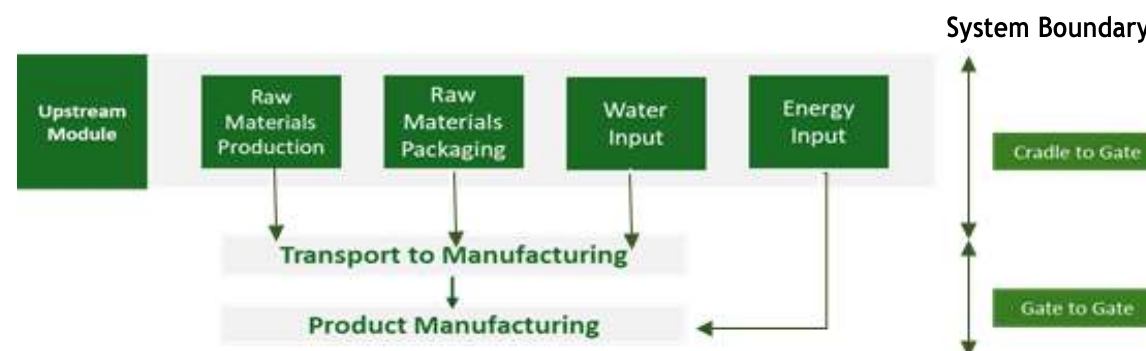 System Boundary
Upstream
Module
Raw
Materials
Production
Raw
Materials
Packaging
Water
Input
Energy
Input
Cradle to Gate
Transport to Manufacturing
Product Manufacturing
Gate to Gate